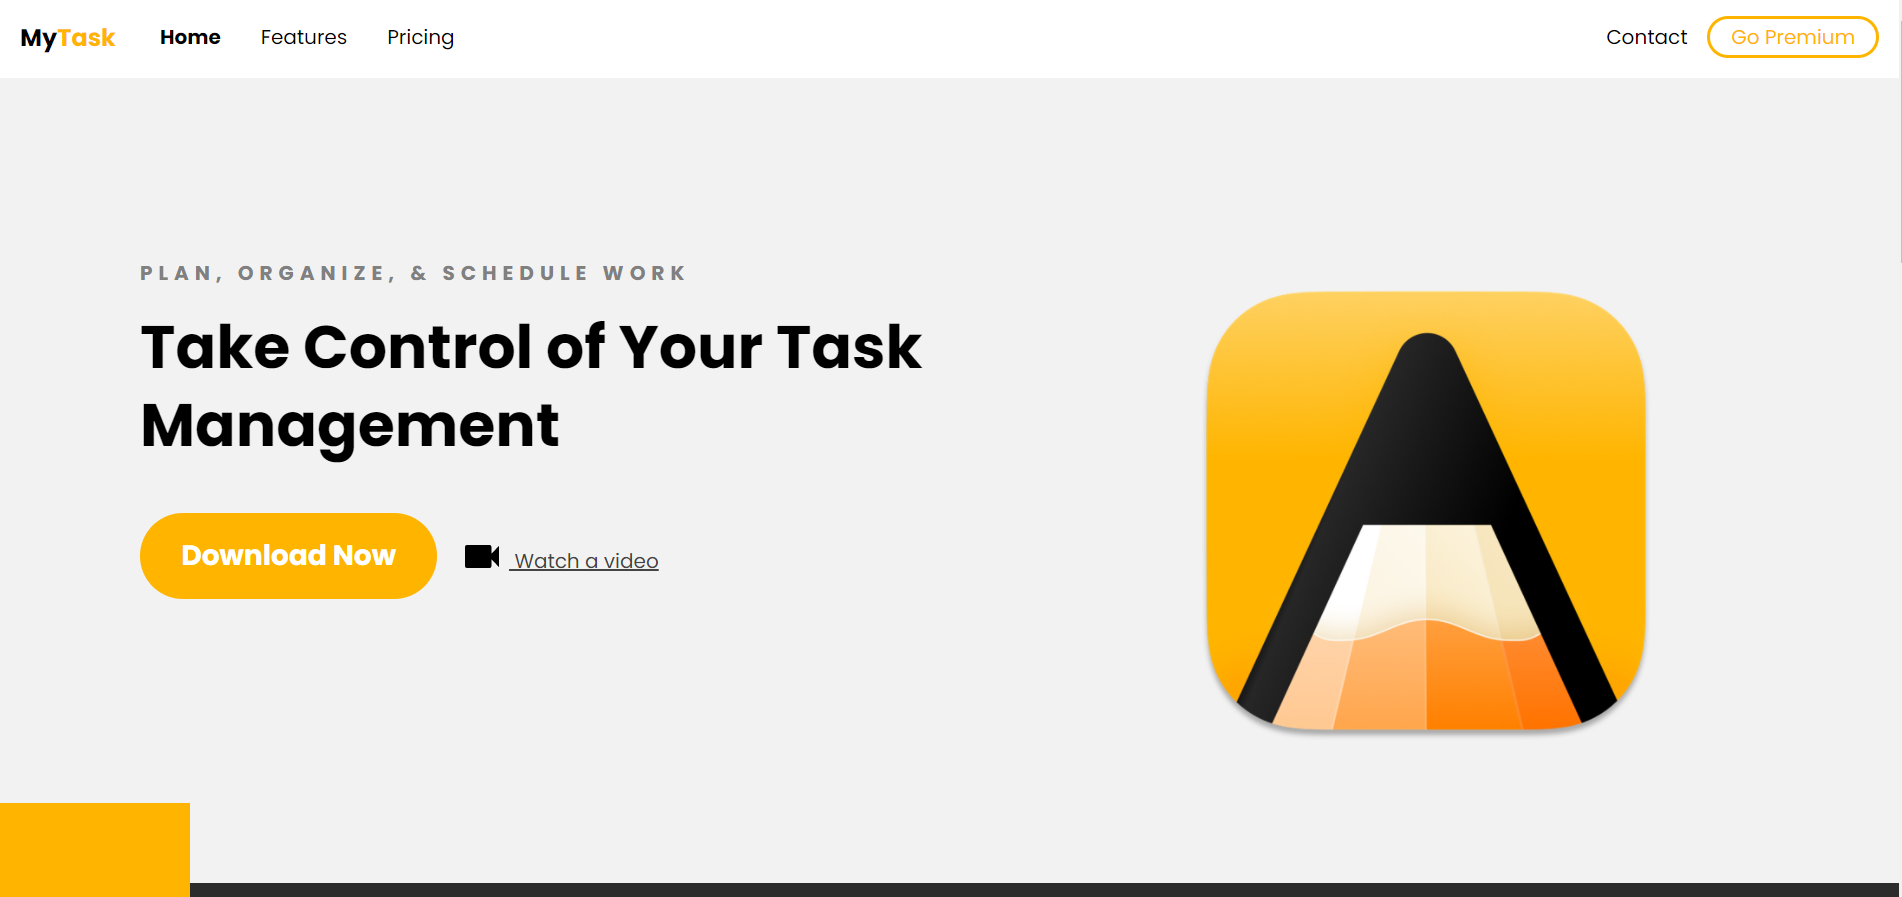 MyTask Home Features Pricing Contact Go Premium
PLAN, ORGANIZE, & SCHEDULE WORK
Take Control of Your Task
Management
Download Now Watch a video